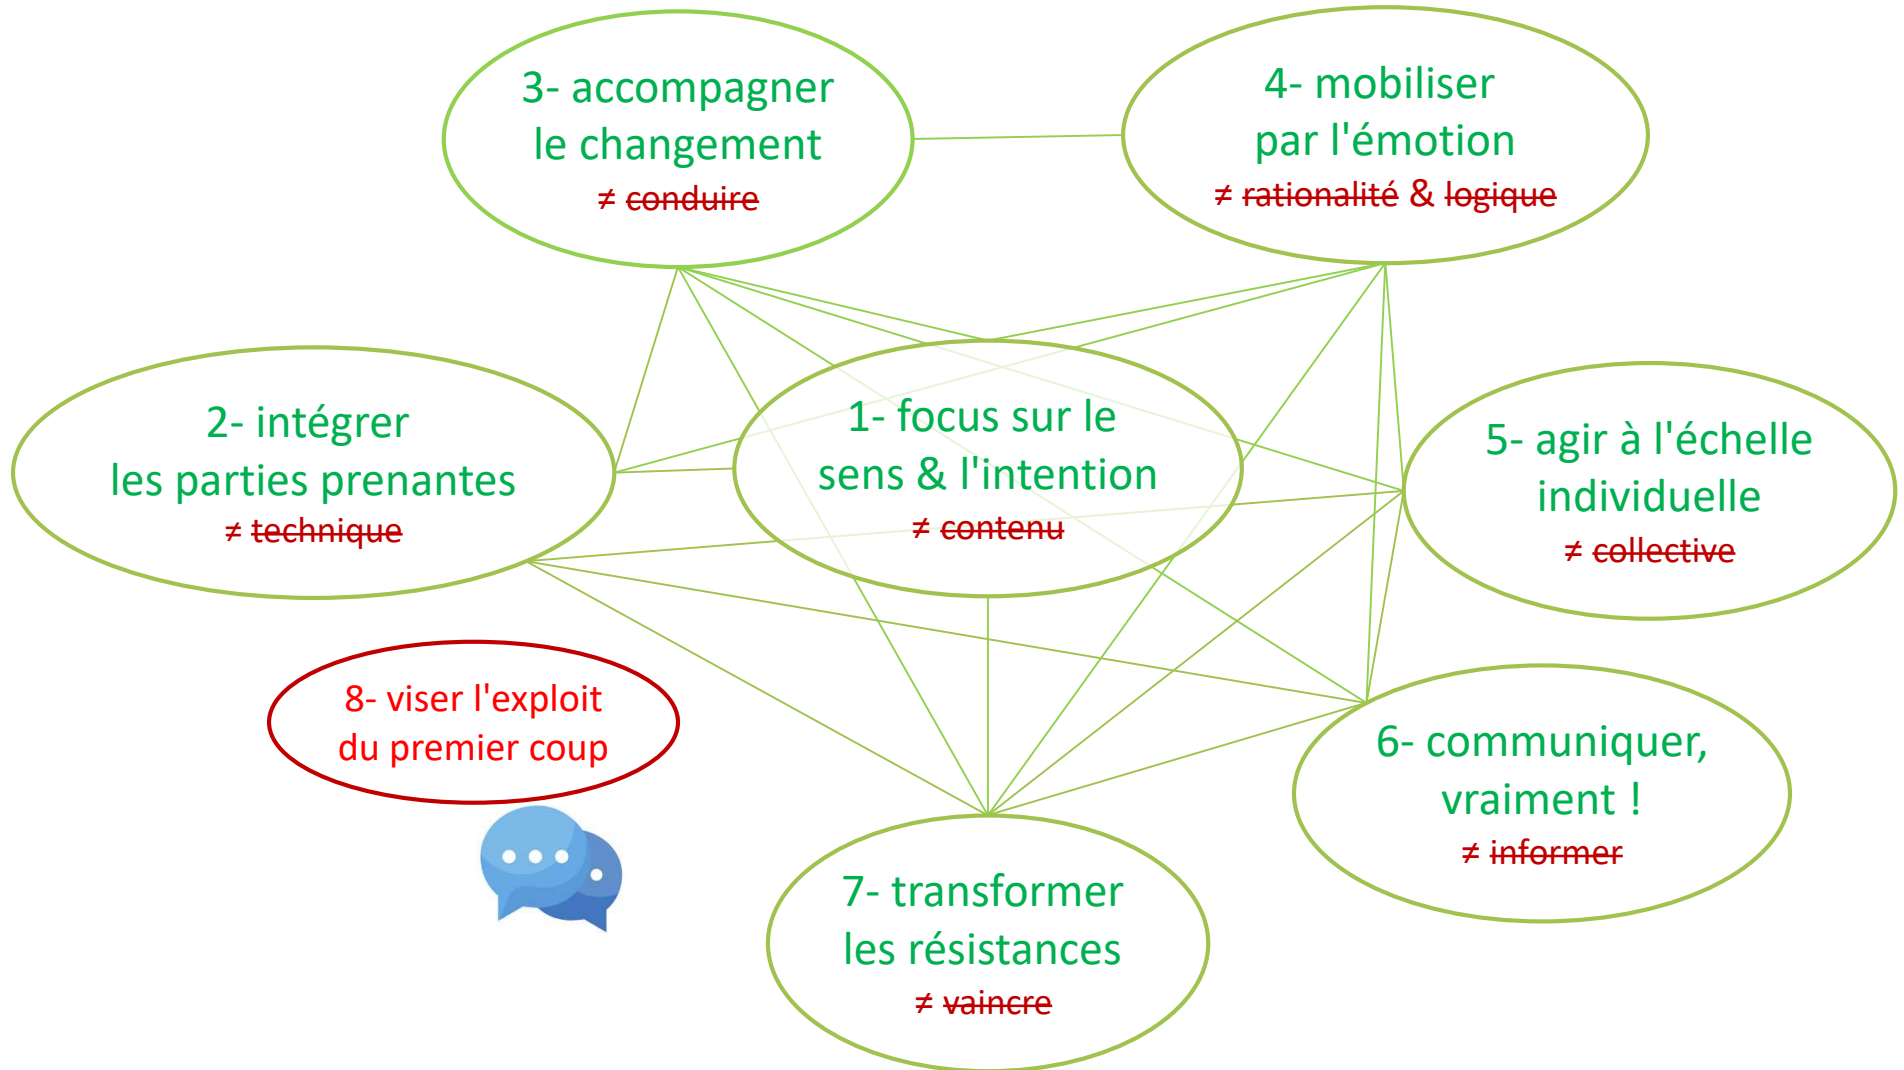 3- accompagner
le changement
≠ conduire
4- mobiliser
par l'émotion
≠ rationalité & logique
2- intégrer
les parties prenantes
≠ technique
1- focus sur le
sens & l'intention
≠ contenu
5- agir à l'échelle
individuelle
≠ collective
8- viser l'exploit
du premier coup
6- communiquer,
vraiment !
≠ informer
7- transformer
les résistances
≠ vaincre